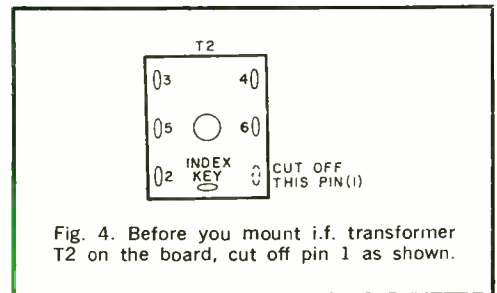 T2
3 4
5 6
2 INDEX KEY
CUT OFF
THIS PIN(1)
Fig. 4. Before you mount i.f. transformer
T2 on the board, cut off pin 1 as shown.